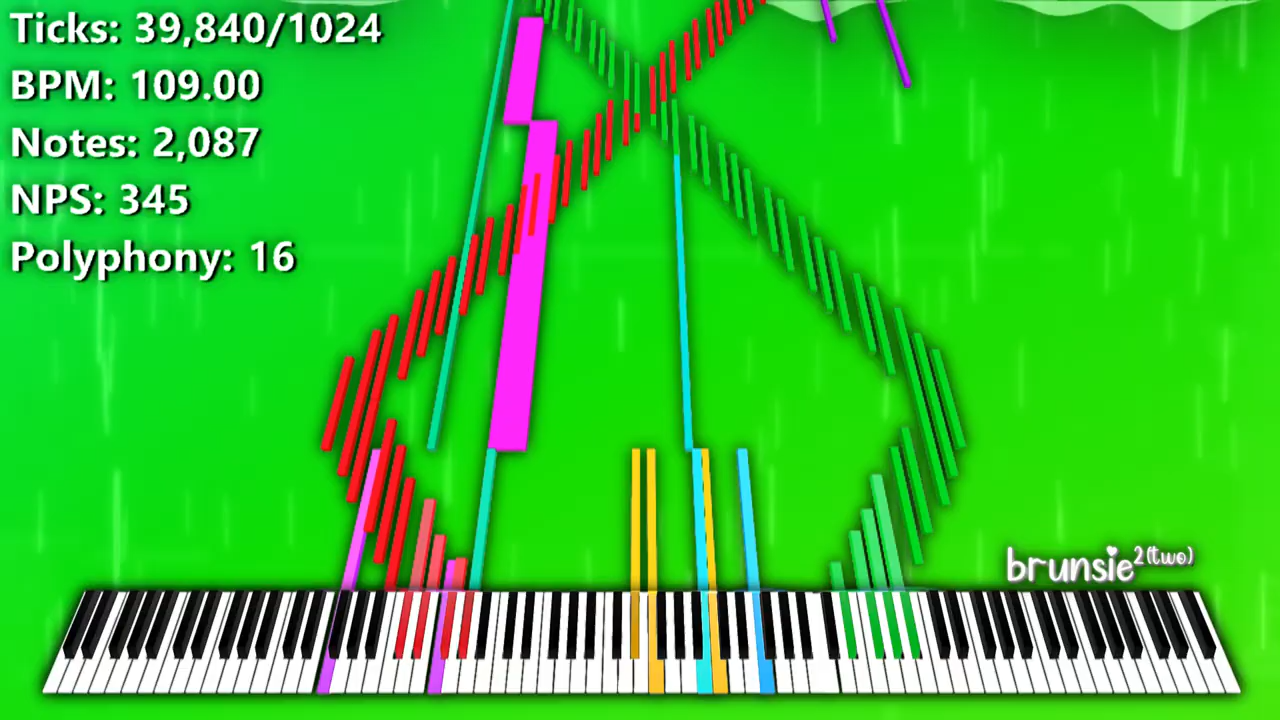 Ticks: 39,840/1024
BPM: 109.00
Notes: 2,087
NPS: 345
Polyphony: 16
brunsie2(two)